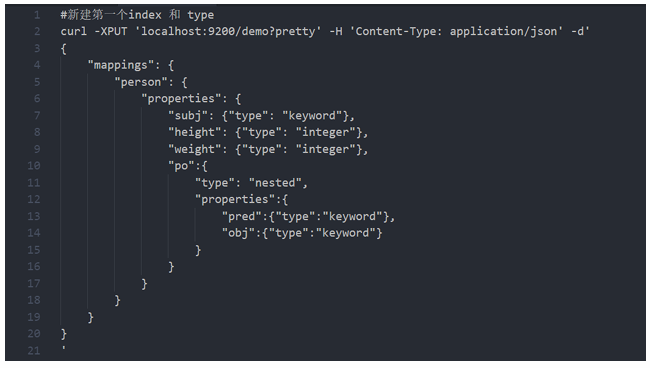 1 #新建第一个index 和 type
2 curl -XPUT 'localhost:9200/demo?pretty' -H 'Content-Type: application/json' -d'
3 {
4     "mappings": {
5         "person": {
6             "properties": {
7                 "subj": {"type": "keyword"},
8                 "height": {"type": "integer"},
9                 "weight": {"type": "integer"},
10                 "po":{
11                     "type": "nested",
12                     "properties":{
13                         "pred":{"type":"keyword"},
14                         "obj":{"type":"keyword"}
15                     }
16                 }
17             }
18         }
19     }
20 }
21 '